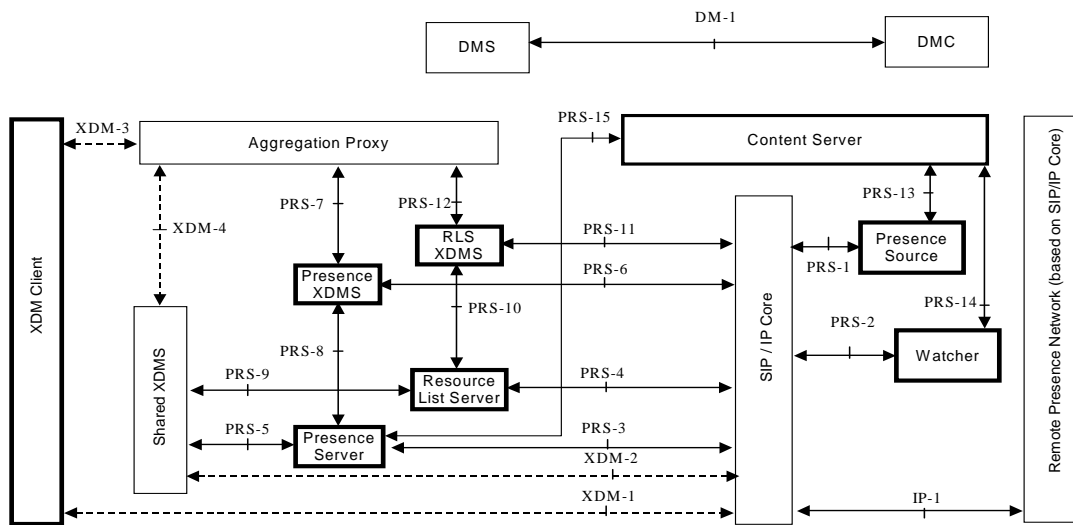 DM-1
DMS
DMC
XDM-3
PRS-15
Aggregation Proxy
Content Server
PRS-7
PRS-12
PRS-13
XDM-4
RLS
XDMS
PRS-11
Presence
Source
PRS-1
Presence
XDMS
PRS-6
PRS-10
PRS-14
PRS-2
Watcher
PRS-8
PRS-9
Resource
List Server
PRS-4
PRS-5
Presence
Server
PRS-3
XDM-2
XDM-1
IP-1
XDM Client
Shared XDMS
SIP / IP Core
Remote Presence Network (based on SIP/IP Core)